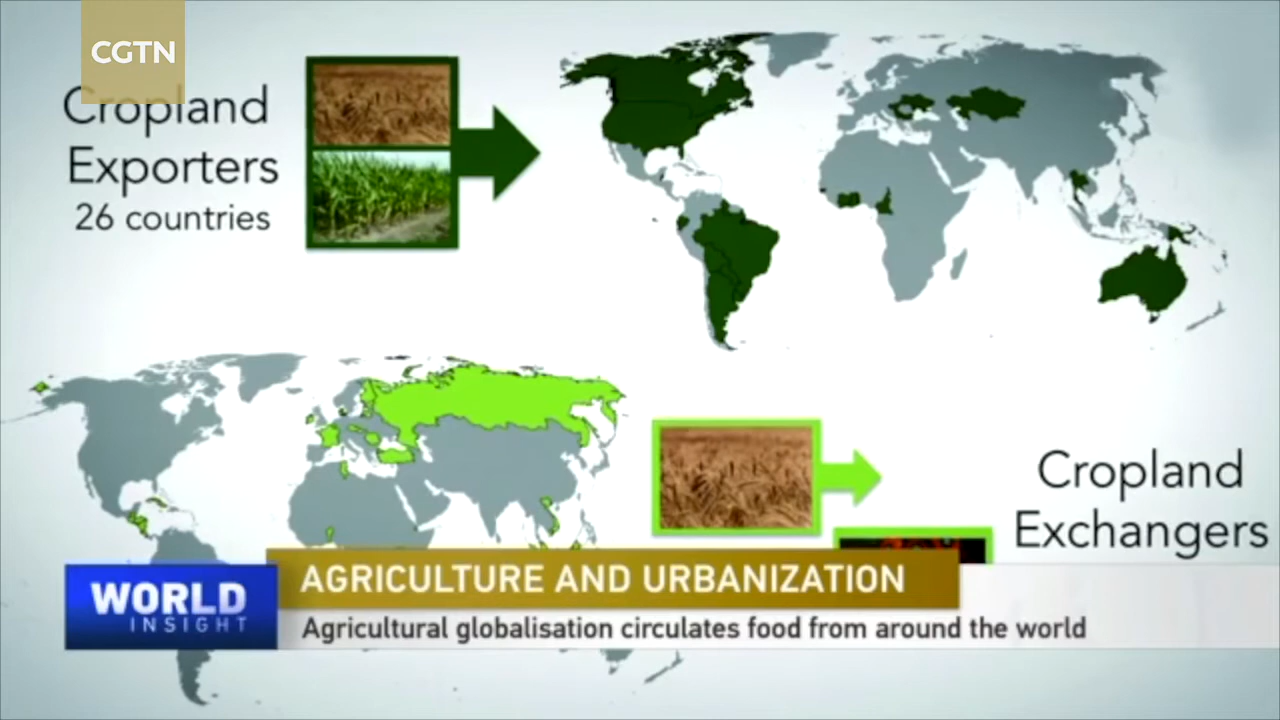 CGTN
Cropland
Exporters
26 countries
Cropland
Exchangers
WORLD
INSIGHT
AGRICULTURE AND URBANIZATION
Agricultural globalisation circulates food from around the world